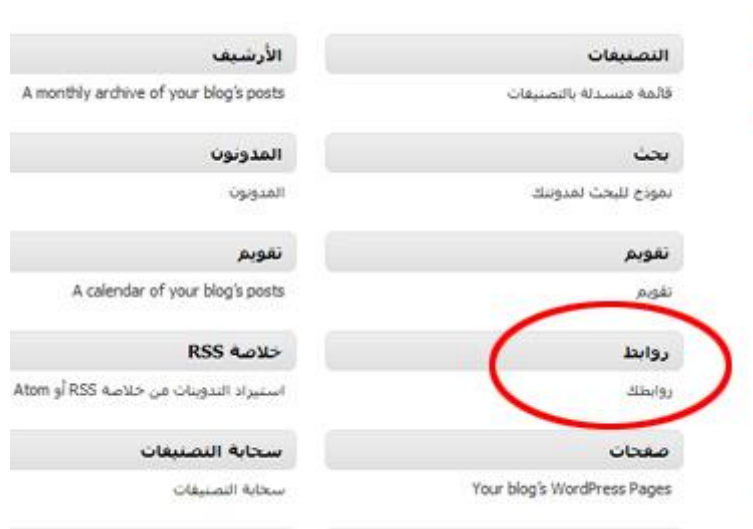 التصنيفات
قائمة منسدلة بالتصنيفات
الأرشيف
A monthly archive of your blog's posts
بحث
نموذج للبحث لمدونتك
المدونون
المدونون
تقويم
تقويم
تقويم
A calendar of your blog's posts
روابط
روابطك
خلاصة RSS
استيراد التدوينات من خلاصة RSS أو Atom
صفحات
Your blog's WordPress Pages
سحابة التصنيفات
سحابة التصنيفات